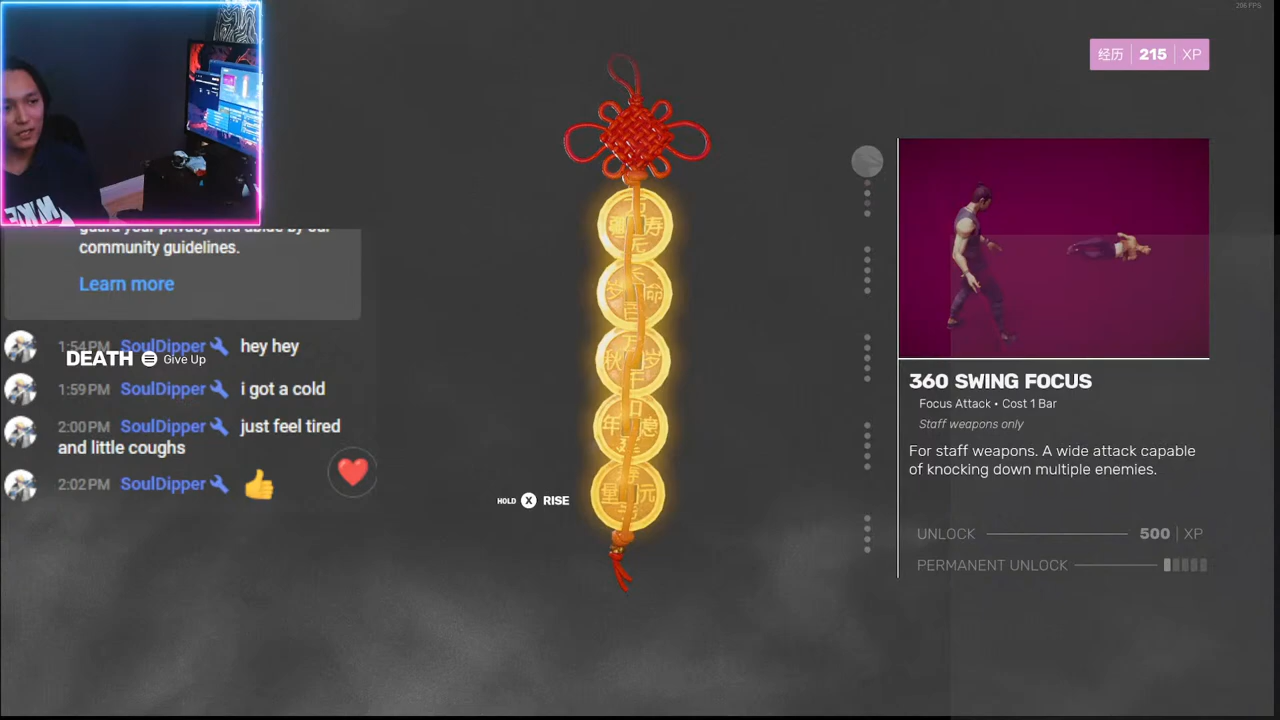 206 FPS
经历 215 XP
guard your privacy and abide by our
community guidelines.
Learn more
1:54 PM SoulDipper hey hey
DEATH Give Up
1:59 PM SoulDipper i got a cold
2:00 PM SoulDipper just feel tired
and little coughs
2:02 PM SoulDipper 👍
HOLD X RISE
360 SWING FOCUS
Focus Attack • Cost 1 Bar
Staff weapons only
For staff weapons. A wide attack capable
of knocking down multiple enemies.
UNLOCK 500 XP
PERMANENT UNLOCK